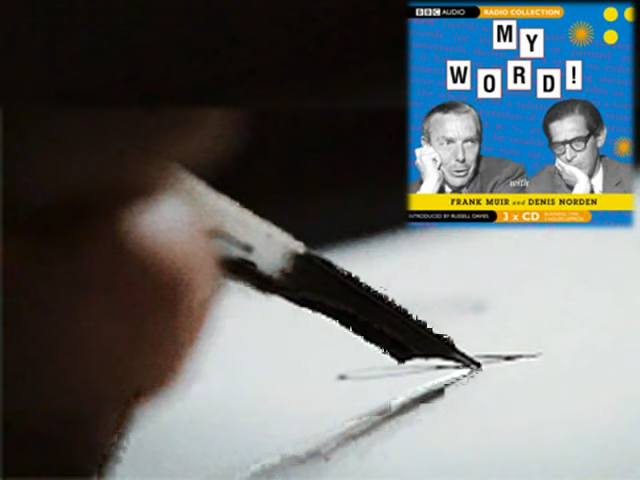 BBC AUDIO RADIO COLLECTION
MY
WORD!
with
FRANK MUIR and DENIS NORDEN
INTRODUCED BY RUSSELL DAVIES 3 x CD